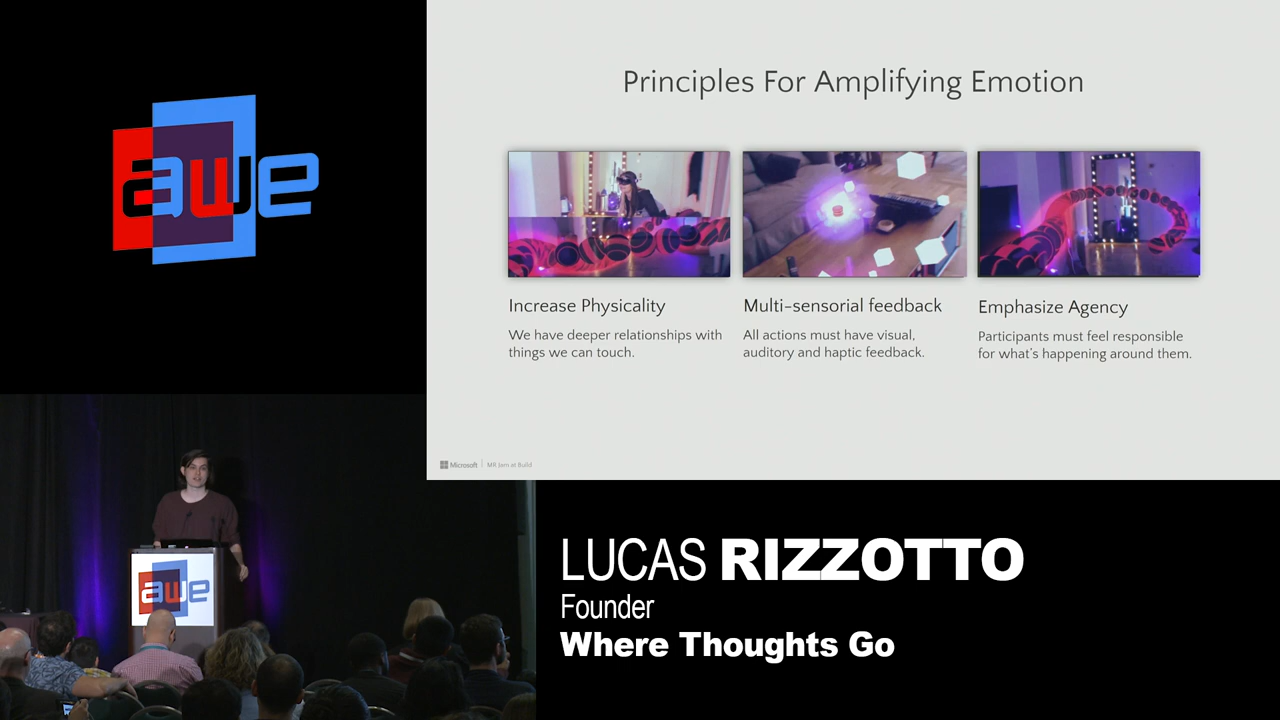 awe
Principles For Amplifying Emotion
Increase Physicality
We have deeper relationships with
things we can touch.
Multi-sensorial feedback
All actions must have visual,
auditory and haptic feedback.
Emphasize Agency
Participants must feel responsible
for what's happening around them.
Microsoft | MR Jam at Build
awe
LUCAS RIZZOTTO
Founder
Where Thoughts Go